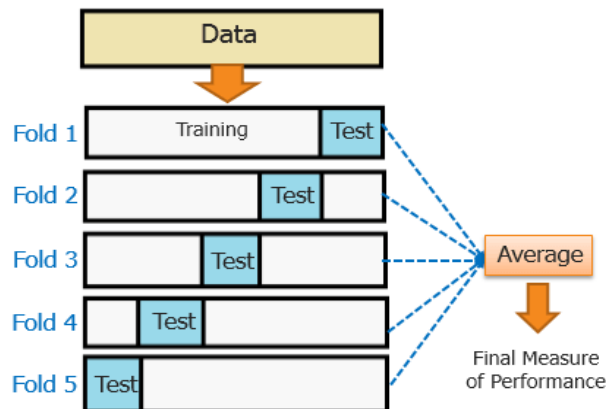 Data
Fold 1
Training
Test
Fold 2
Test
Fold 3
Test
Average
Fold 4
Test
Final Measure
of Performance
Fold 5
Test